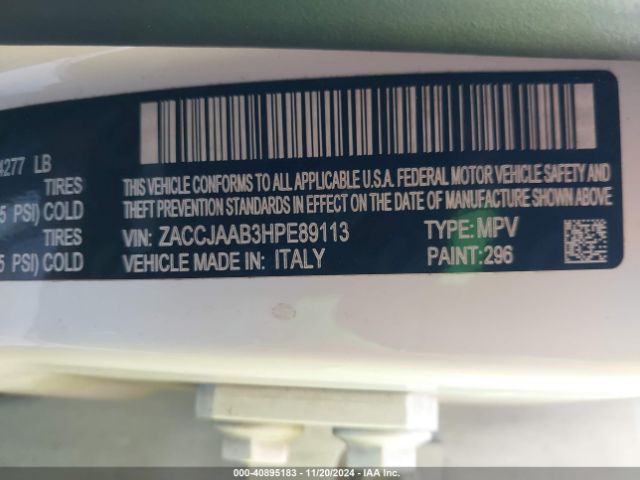 4277 LB
TIRES
5 PSI) COLD
TIRES
5 PSI) COLD
THIS VEHICLE CONFORMS TO ALL APPLICABLE U.S.A. FEDERAL MOTOR VEHICLE SAFETY AND
THEFT PREVENTION STANDARDS IN EFFECT ON THE DATE OF MANUFACTURE SHOWN ABOVE.
VIN: ZACCJAAB3HPE89113 TYPE: MPV
VEHICLE MADE IN: ITALY PAINT: 296
000-40895183 - 11/20/2024 - IAA Inc.